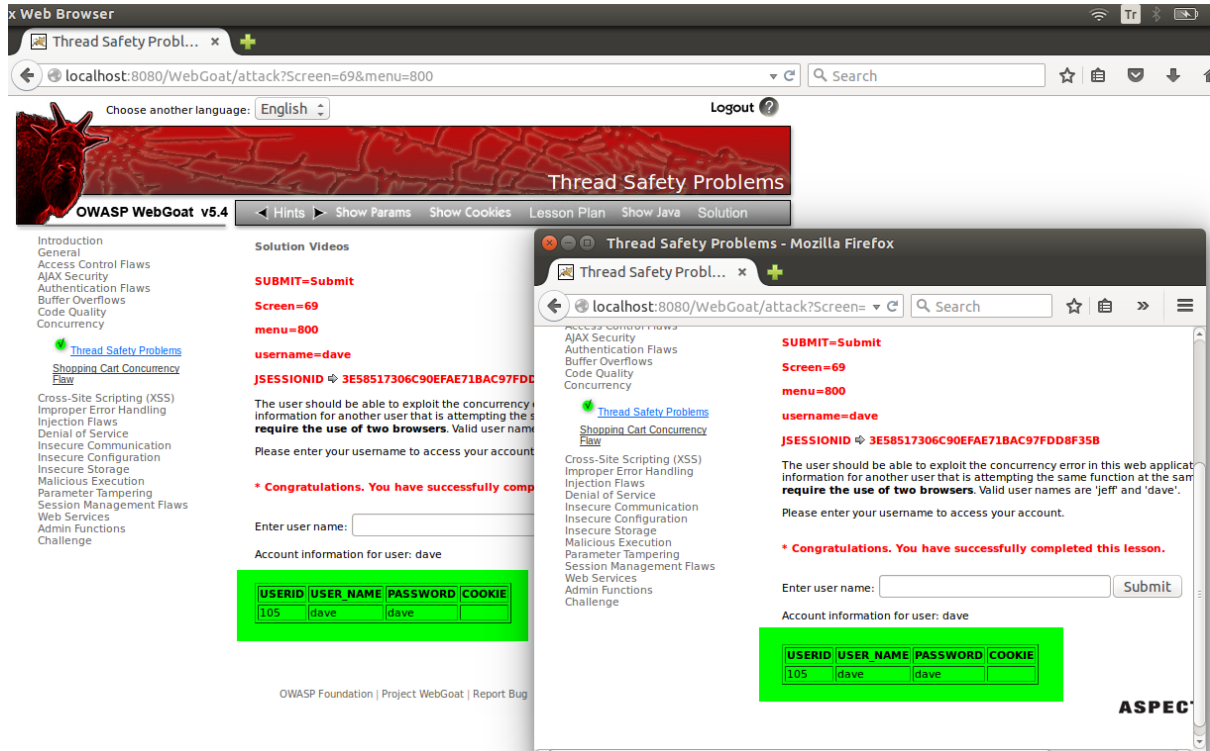 x Web Browser
Tr
Thread Safety Probl... ×
localhost:8080/WebGoat/attack?Screen=69&menu=800
Search
Choose another language: English
Logout ?
Thread Safety Problems
OWASP WebGoat v5.4
Hints Show Params Show Cookies Lesson Plan Show Java Solution
Introduction
General
Access Control Flaws
AJAX Security
Authentication Flaws
Buffer Overflows
Code Quality
Concurrency
Thread Safety Problems
Shopping Cart Concurrency
Flaw
Cross-Site Scripting (XSS)
Improper Error Handling
Injection Flaws
Denial of Service
Insecure Communication
Insecure Configuration
Insecure Storage
Malicious Execution
Parameter Tampering
Session Management Flaws
Web Services
Admin Functions
Challenge
Solution Videos
SUBMIT=Submit
Screen=69
menu=800
username=dave
JSESSIONID ⇨ 3E58517306C90EFAE71BAC97FDD
The user should be able to exploit the concurrency
information for another user that is attempting the s
require the use of two browsers. Valid user name
Please enter your username to access your account
* Congratulations. You have successfully comp
Enter user name:
Account information for user: dave
USERID USER_NAME PASSWORD COOKIE
105 dave dave
OWASP Foundation | Project WebGoat | Report Bug
Thread Safety Problems - Mozilla Firefox
Thread Safety Probl... ×
localhost:8080/WebGoat/attack?Screen=
Search
»
Access Control Flaws
AJAX Security
Authentication Flaws
Buffer Overflows
Code Quality
Concurrency
Thread Safety Problems
Shopping Cart Concurrency
Flaw
Cross-Site Scripting (XSS)
Improper Error Handling
Injection Flaws
Denial of Service
Insecure Communication
Insecure Configuration
Insecure Storage
Malicious Execution
Parameter Tampering
Session Management Flaws
Web Services
Admin Functions
Challenge
SUBMIT=Submit
Screen=69
menu=800
username=dave
JSESSIONID ⇨ 3E58517306C90EFAE71BAC97FDD8F35B
The user should be able to exploit the concurrency error in this web applicat
information for another user that is attempting the same function at the sam
require the use of two browsers. Valid user names are 'jeff' and 'dave'.
Please enter your username to access your account.
* Congratulations. You have successfully completed this lesson.
Enter user name: Submit
Account information for user: dave
USERID USER_NAME PASSWORD COOKIE
105 dave dave
ASPECT